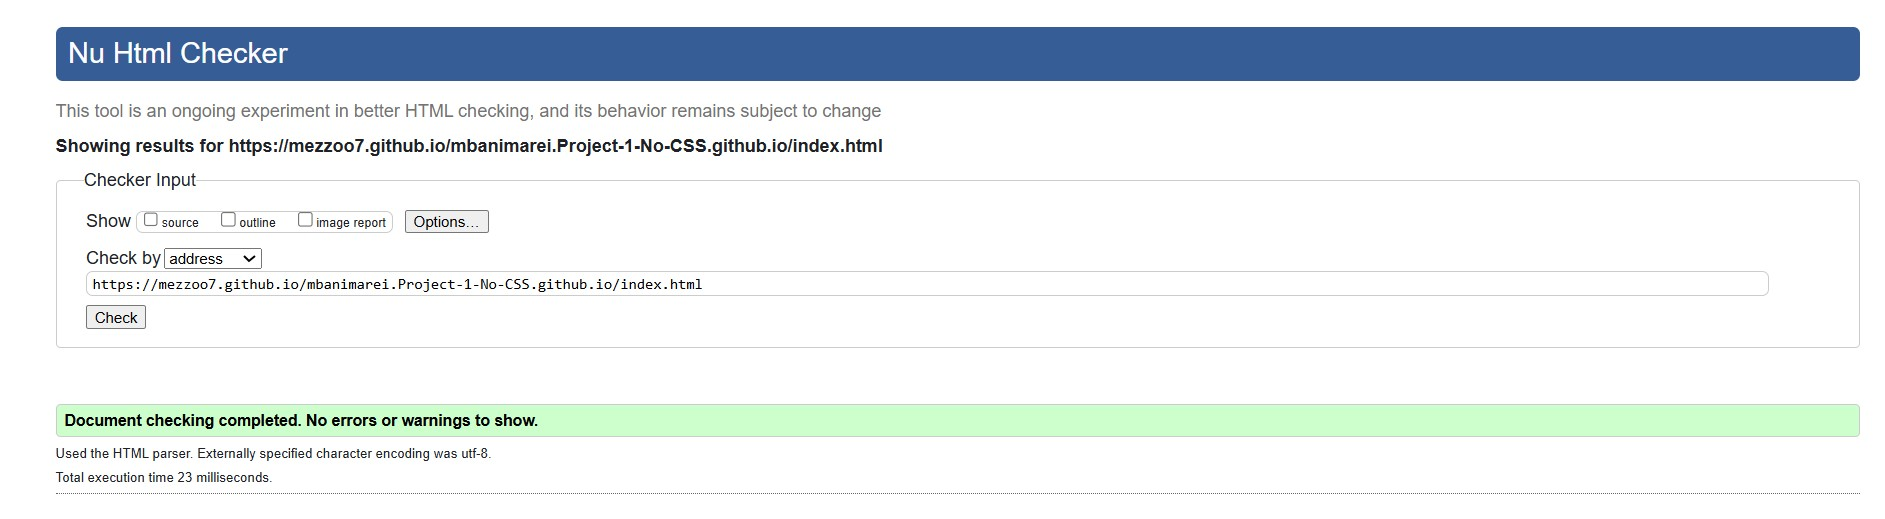 Nu Html Checker
This tool is an ongoing experiment in better HTML checking, and its behavior remains subject to change
Showing results for https://mezzoo7.github.io/mbanimarei.Project-1-No-CSS.github.io/index.html
Checker Input
Show source outline image report Options...
Check by address
https://mezzoo7.github.io/mbanimarei.Project-1-No-CSS.github.io/index.html
Check
Document checking completed. No errors or warnings to show.
Used the HTML parser. Externally specified character encoding was utf-8.
Total execution time 23 milliseconds.